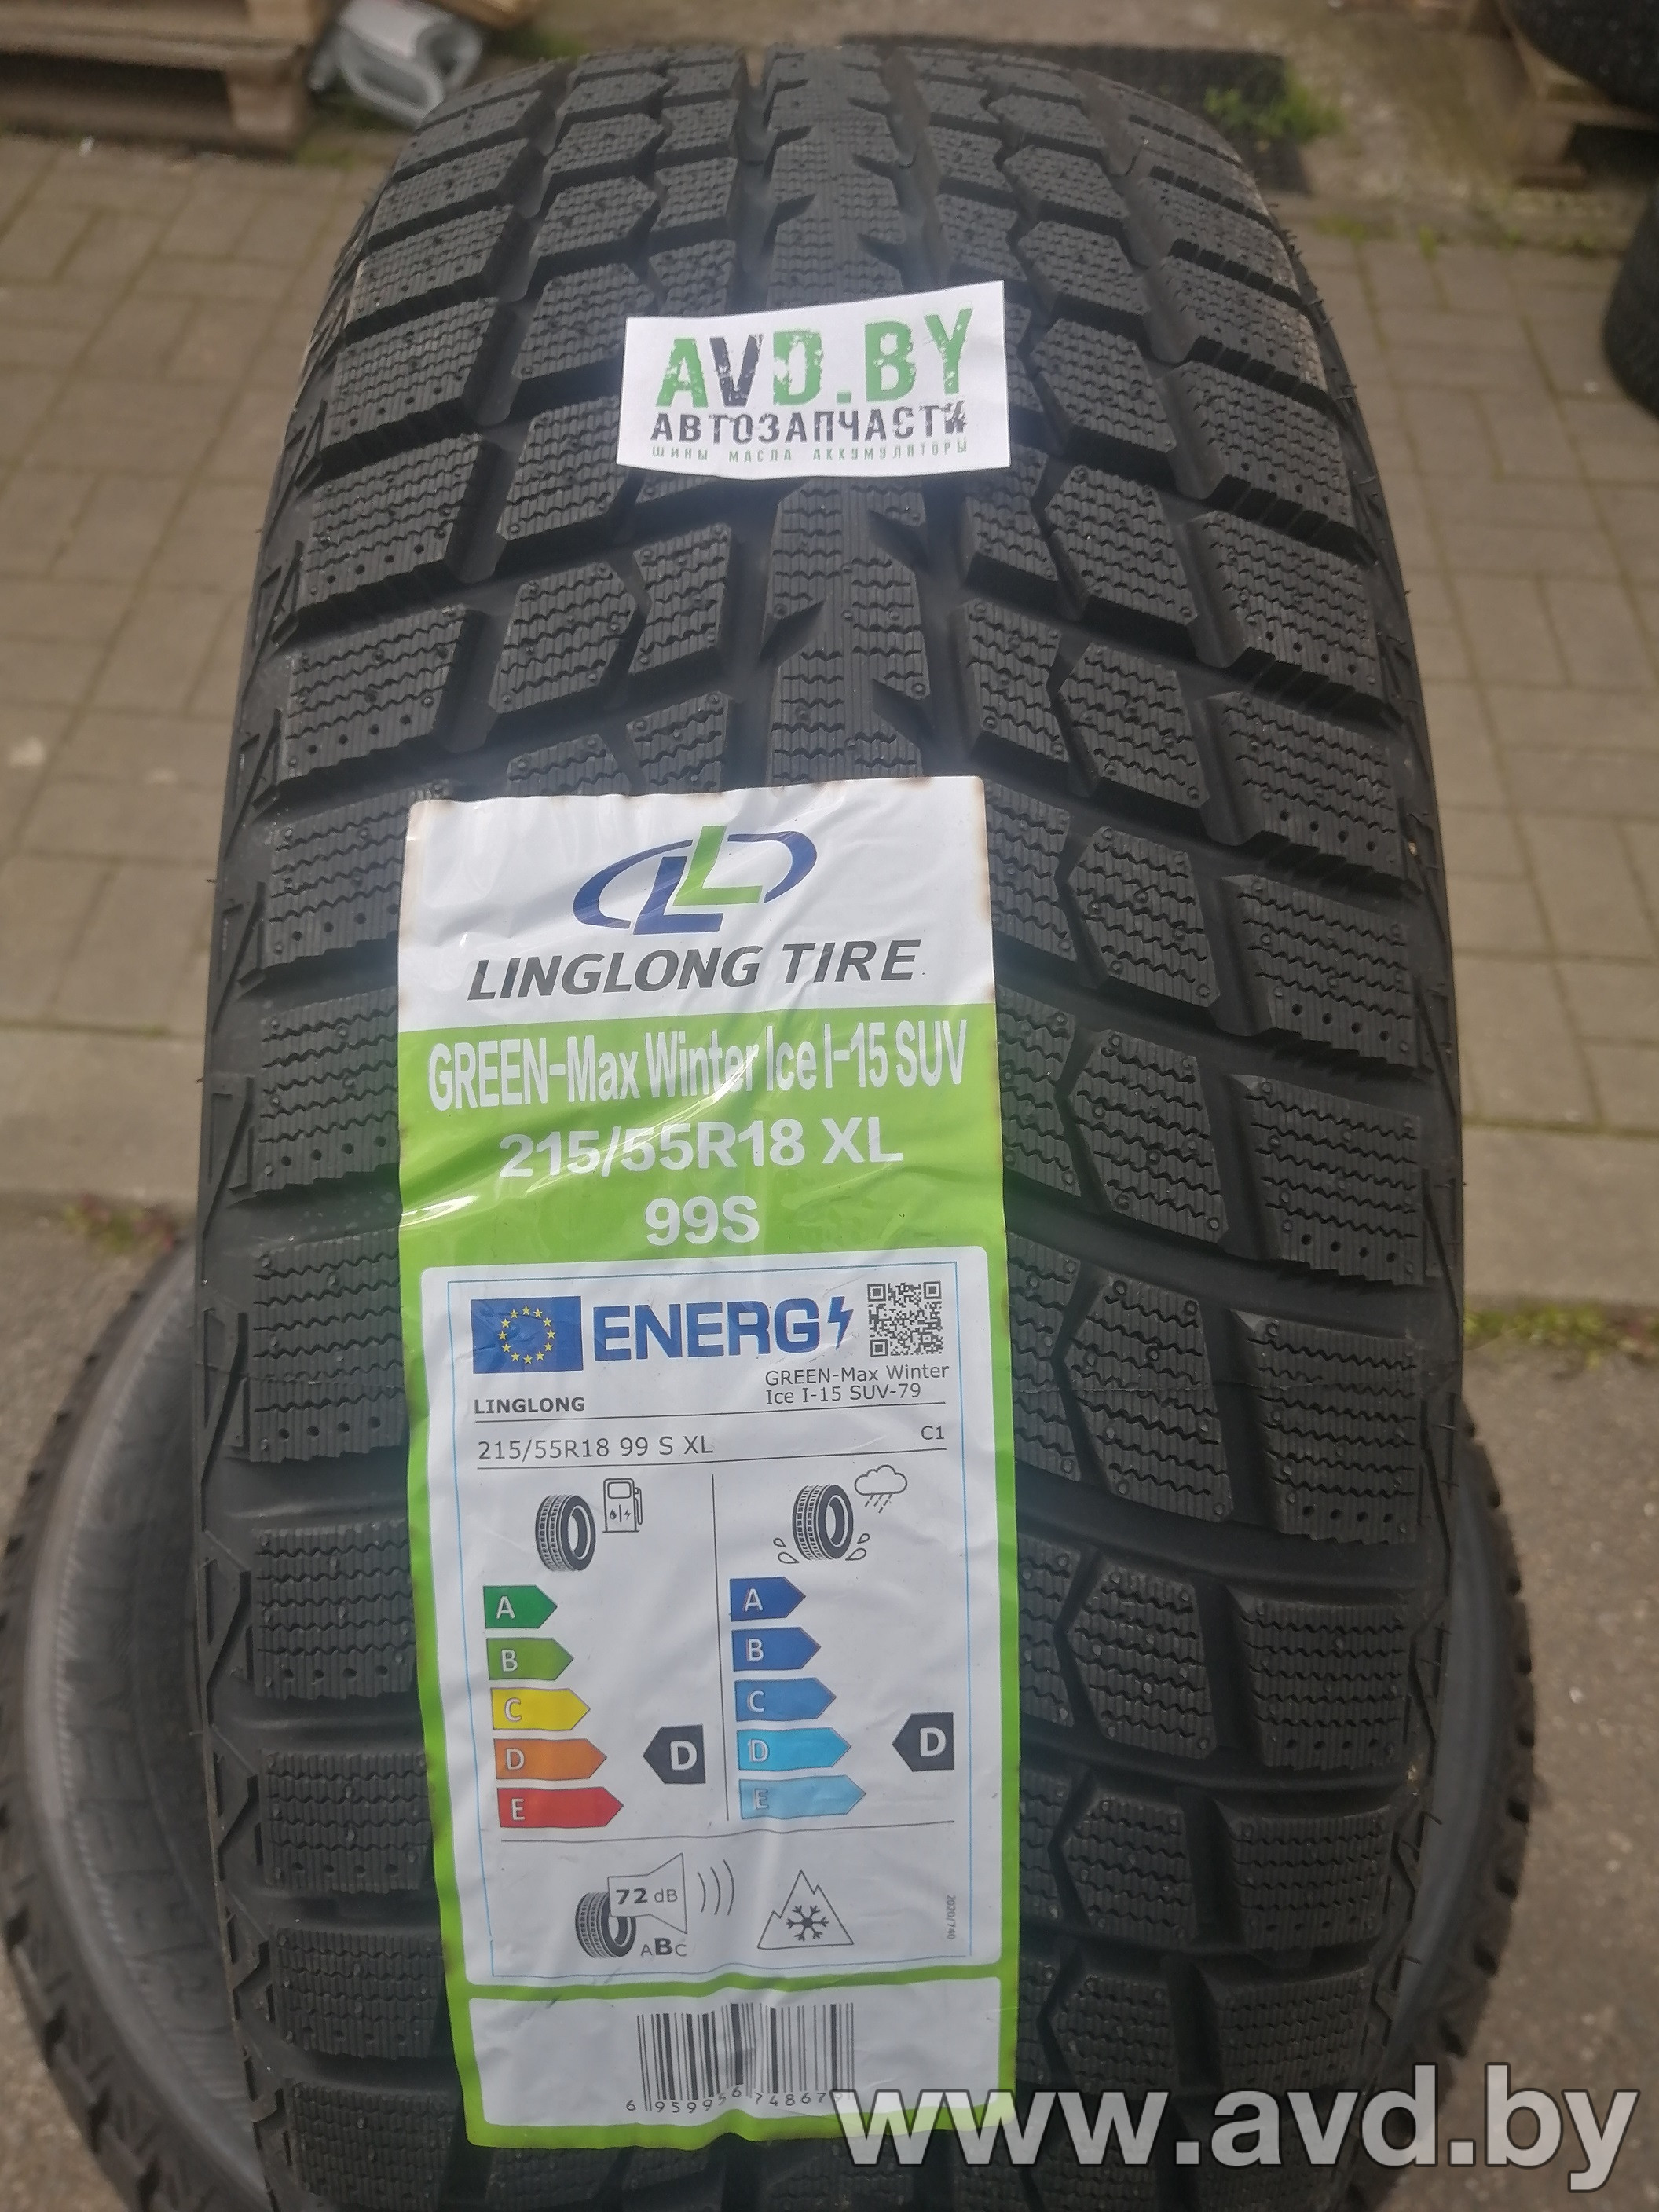 AVD.BY
АВТОЗАПЧАСТИ
ШИНЫ МАСЛА АККУМУЛЯТОРЫ
LINGLONG TIRE
GREEN-Max Winter Ice I-15 SUV
215/55R18 XL
99S
ENERG
LINGLONG
GREEN-Max Winter
Ice I-15 SUV-79
215/55R18 99 S XL
C1
A
B
C
D
E
D
A
B
C
D
E
D
72 dB
ABC
2020/740
www.avd.by